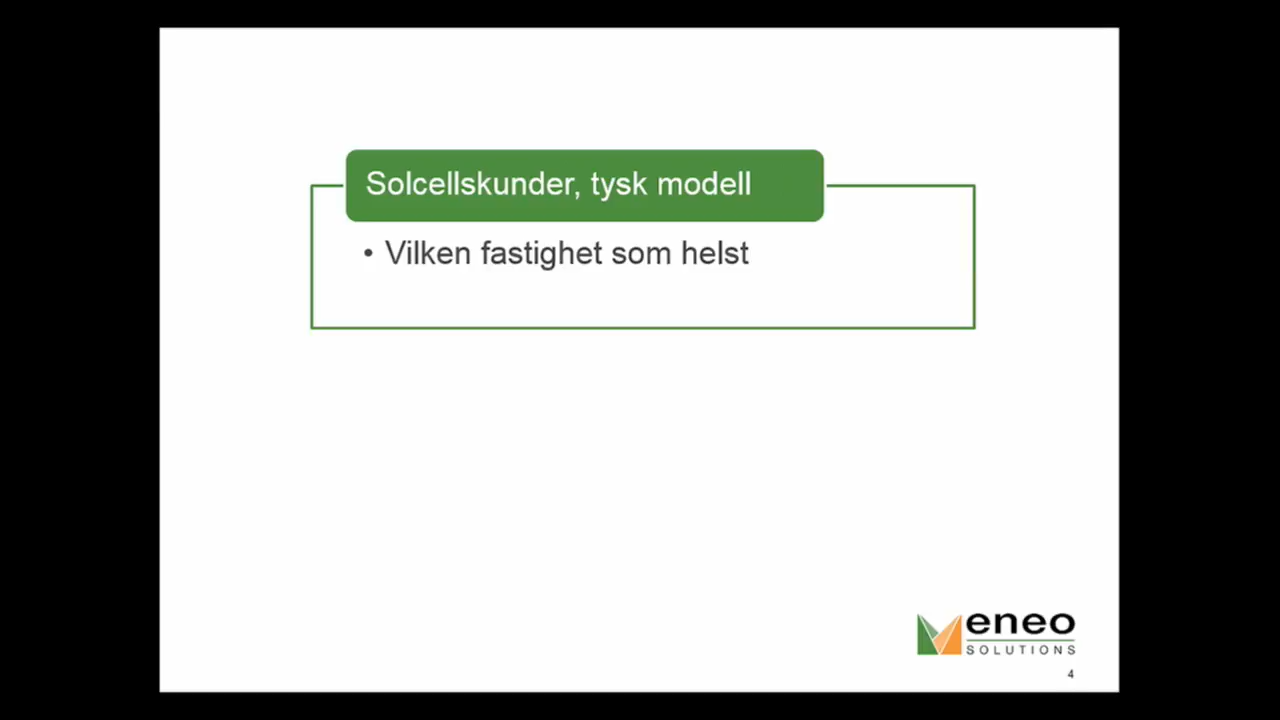 Solcellskunder, tysk modell
• Vilken fastighet som helst
eneo
SOLUTIONS
4